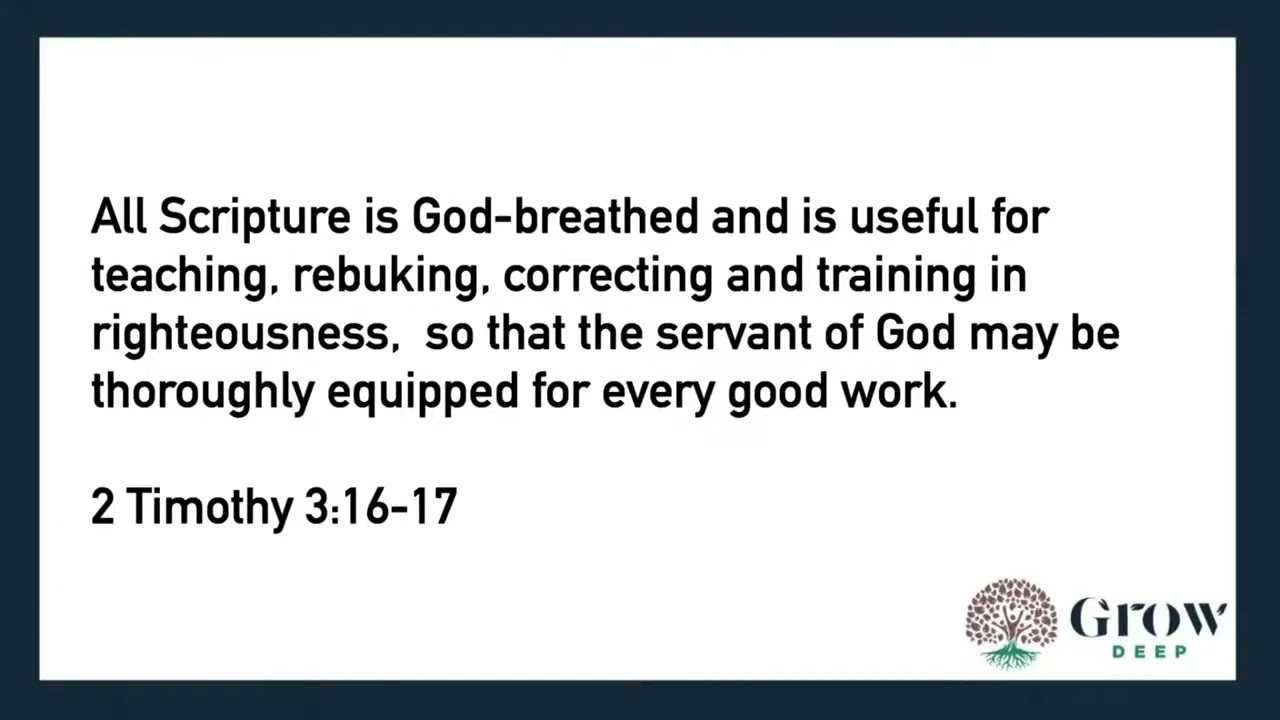 All Scripture is God-breathed and is useful for
teaching, rebuking, correcting and training in
righteousness,  so that the servant of God may be
thoroughly equipped for every good work.
2 Timothy 3:16-17
Grow
DEEP